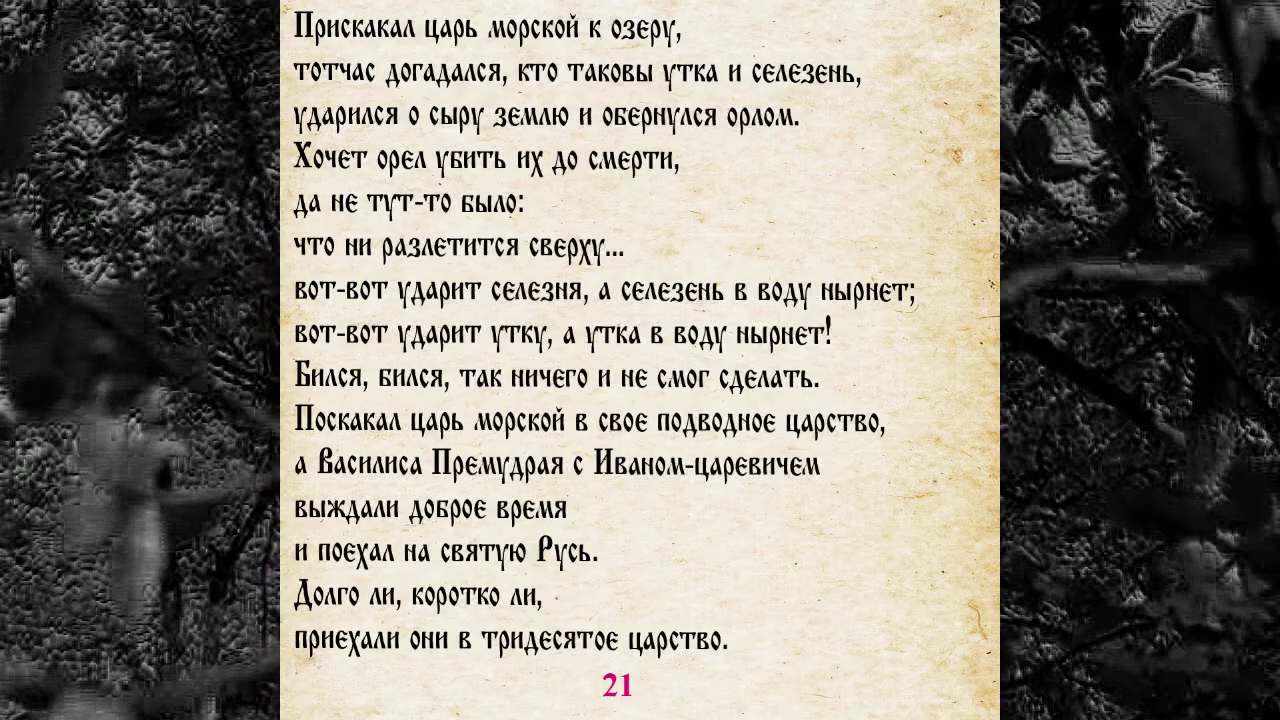 Прискакал царь морской к озеру,
тотчас догадался, кто таковы утка и селезень,
ударился о сыру землю и обернулся орлом.
Хочет орел убить их до смерти,
да не тут-то было:
что ни разлетится сверху...
вот-вот ударит селезня, а селезень в воду нырнет;
вот-вот ударит утку, а утка в воду нырнет!
Бился, бился, так ничего и не смог сделать.
Поскакал царь морской в свое подводное царство,
а Василиса Премудрая с Иваном-царевичем
выждали доброе время
и поехал на святую Русь.
Долго ли, коротко ли,
приехали они в тридесятое царство.
21